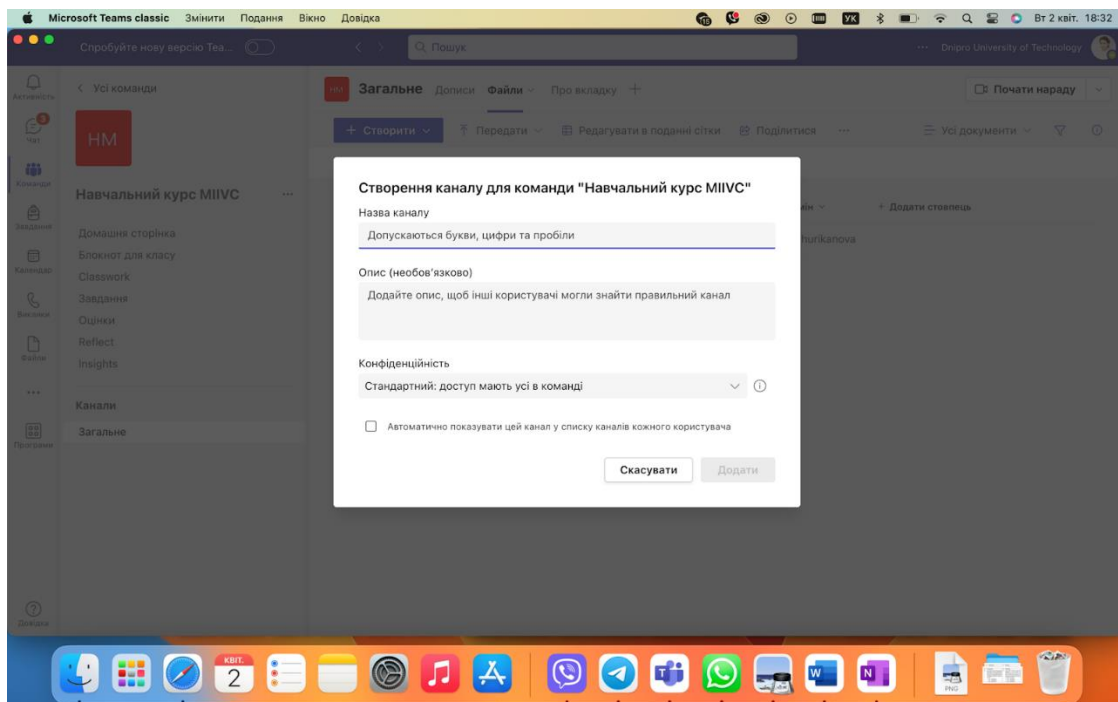 Microsoft Teams classic Змінити Подання Вікно Довідка УК Вт 2 квіт. 18:32
Спробуйте нову версію Tea... Пошук ... Dnipro University of Technology
Активність
Чат
3
Команди
Завдання
Календар
Виклики
Файли
...
Програми
Довідка
Усі команди
НМ
Навчальний курс MIIVC ...
Домашня сторінка
Блокнот для класу
Classwork
Завдання
Оцінки
Reflect
Insights
Канали
Загальне
НМ Загальне Дописи Файли Про вкладку + Почати нараду
+ Створити Передати Редагувати в поданні сітки Поділитися ... Усі документи
+ Додати стовпець
Створення каналу для команди "Навчальний курс MIIVC"
Назва каналу
Допускаються букви, цифри та пробіли
Опис (необов'язково)
Додайте опис, щоб інші користувачі могли знайти правильний канал
Конфіденційність
Стандартний: доступ мають усі в команді
Автоматично показувати цей канал у списку каналів кожного користувача
Скасувати Додати
КВІТ.
2
PNG